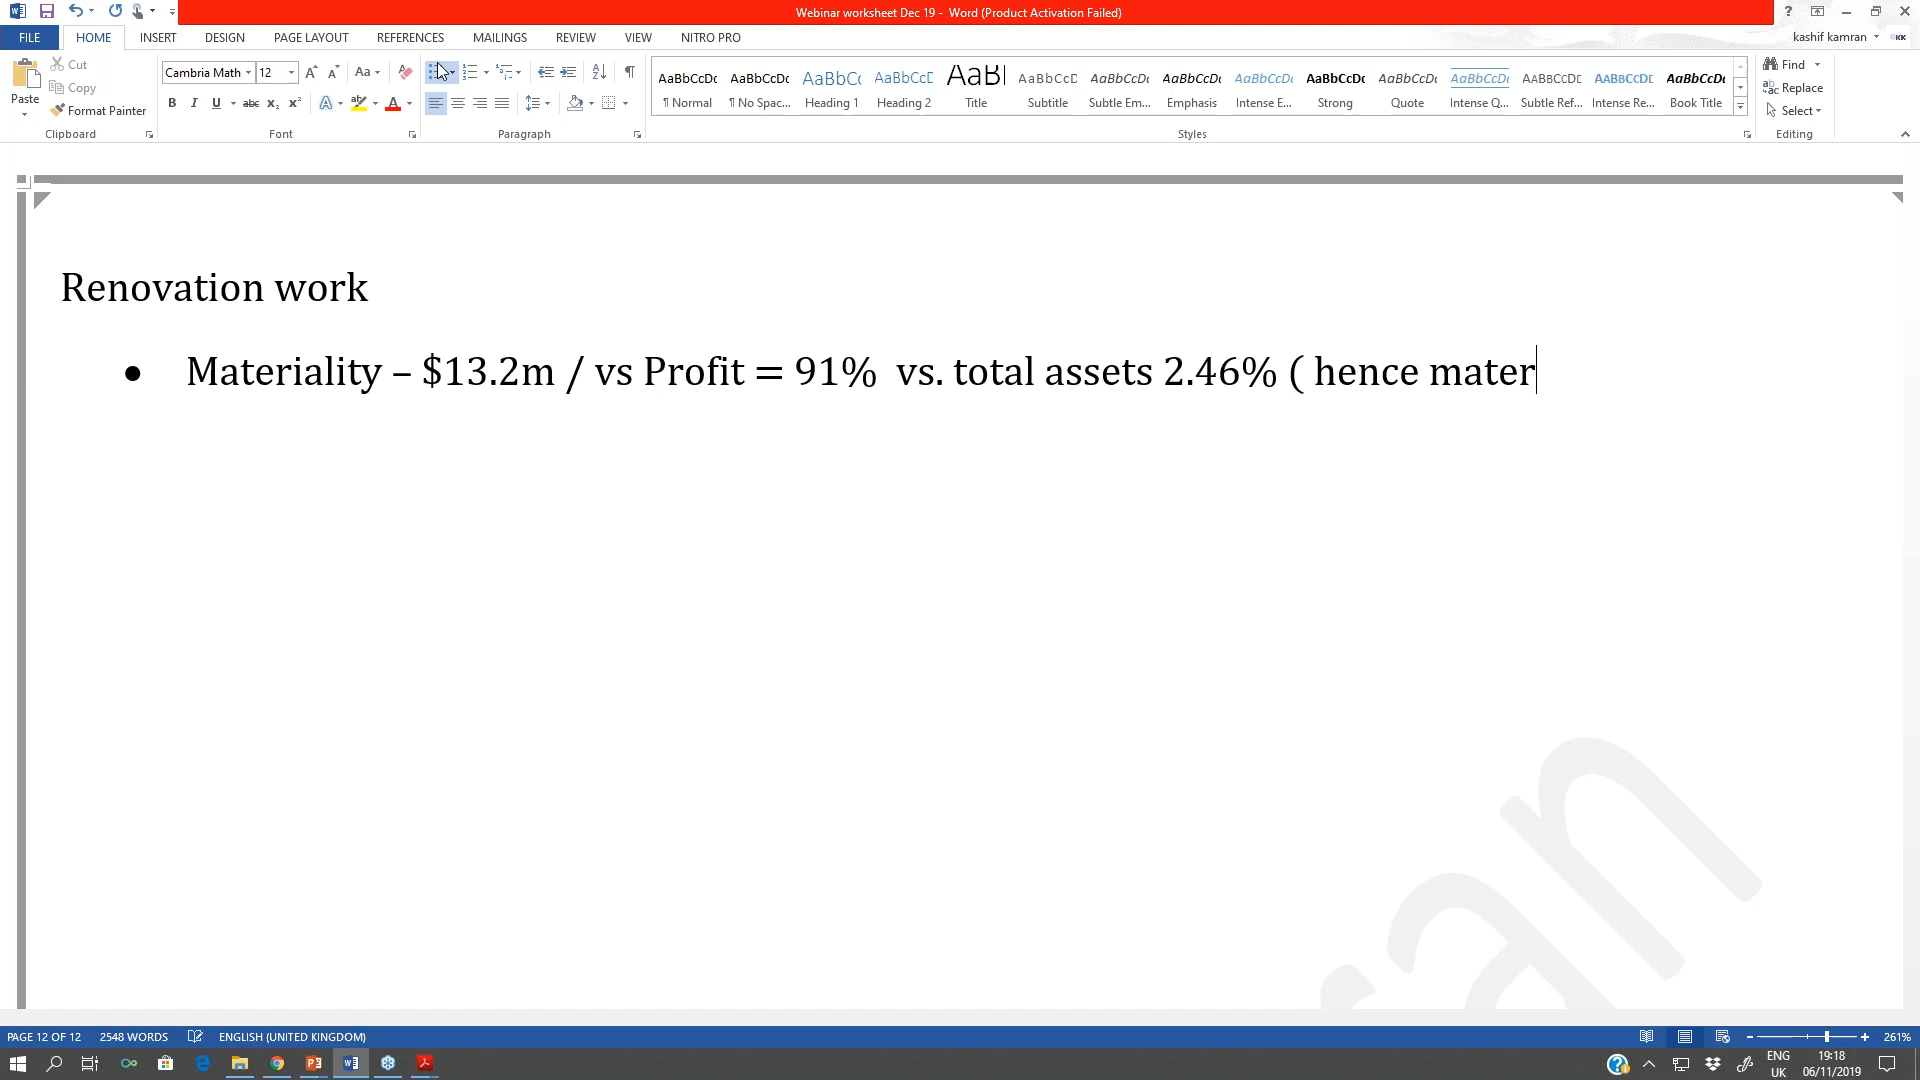 Webinar worksheet Dec 19 - Word (Product Activation Failed)
FILE HOME INSERT DESIGN PAGE LAYOUT REFERENCES MAILINGS REVIEW VIEW NITRO PRO kashif kamran
Paste Cut Copy Format Painter
Cambria Math 12
AaBbCcDc AaBbCcDc AaBbCc AaBbCcD AaBl AaBbCcD AaBbCcDc AaBbCcDc AaBbCcDc AaBbCcDc AaBbCcDc AaBbCcDc AABBCCDE AABBCCDE AaBbCcDc
¶ Normal ¶ No Spac... Heading 1 Heading 2 Title Subtitle Subtle Em... Emphasis Intense E... Strong Quote Intense Q... Subtle Ref... Intense Re... Book Title
Find
Replace
Select
Clipboard Font Paragraph Styles Editing
Renovation work
● Materiality – $13.2m / vs Profit = 91% vs. total assets 2.46% ( hence mater
ran
PAGE 12 OF 12 2548 WORDS ENGLISH (UNITED KINGDOM) 261%
ENG 19:18
UK 06/11/2019